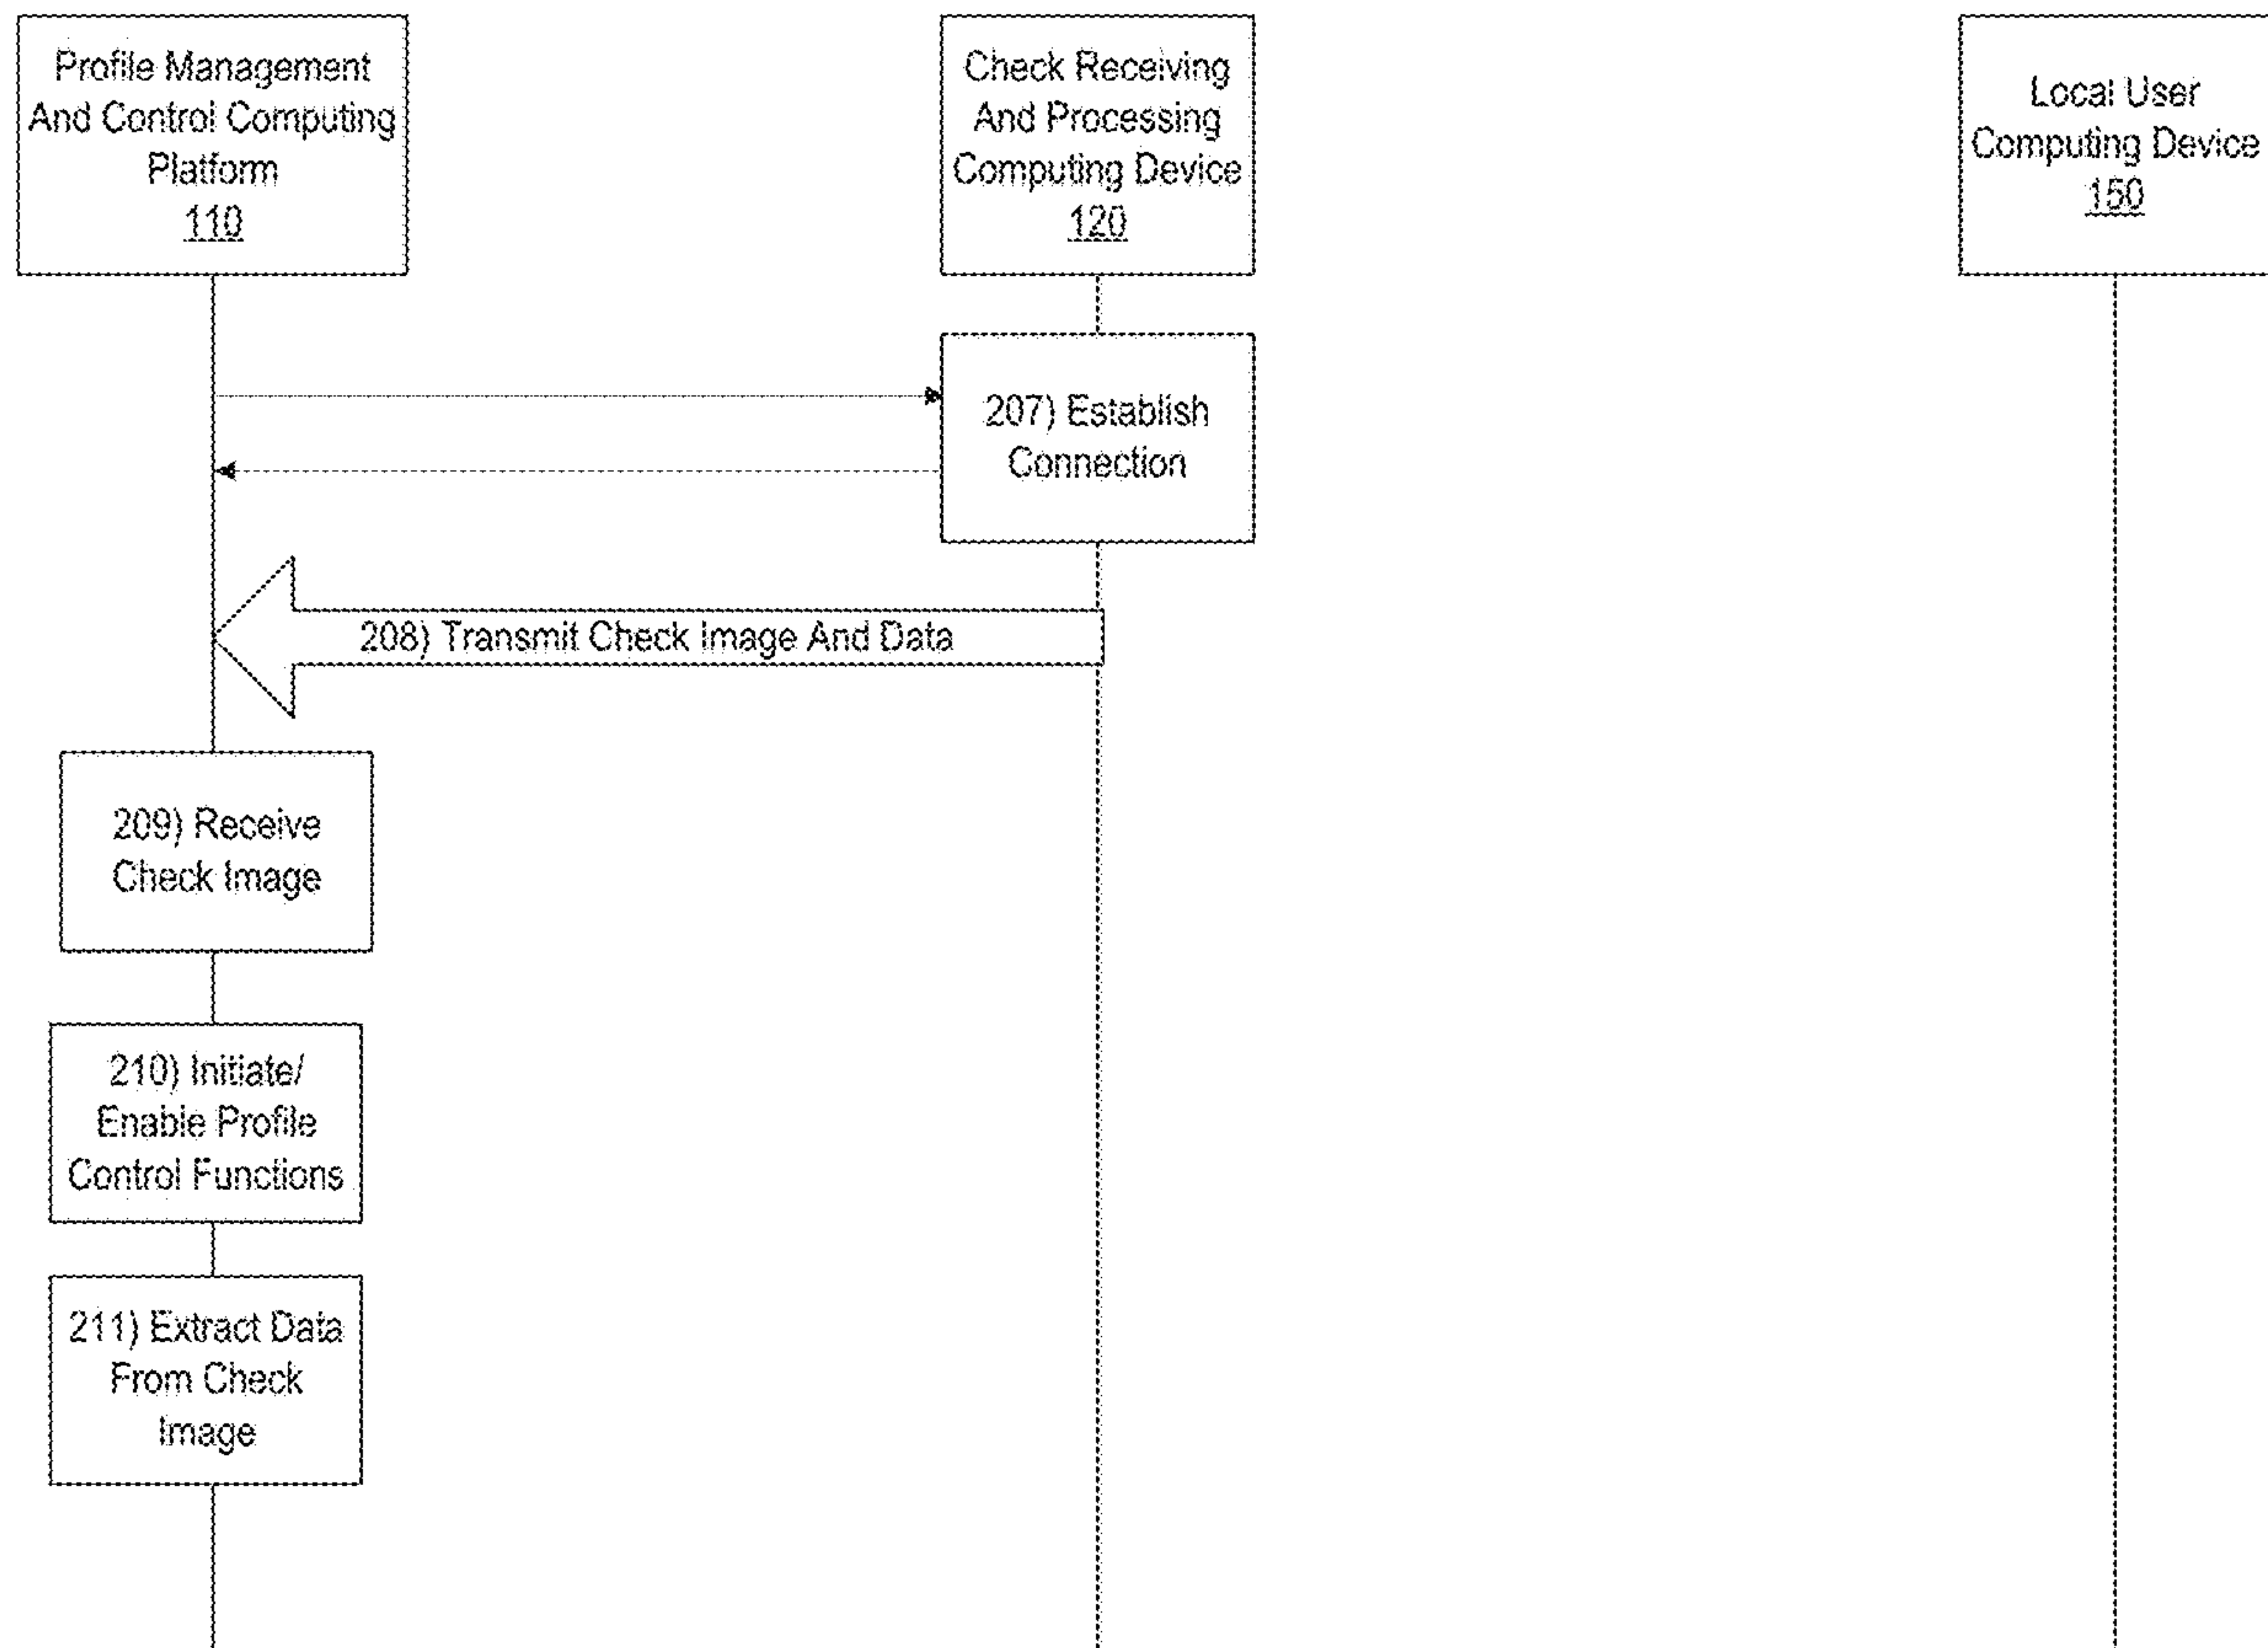 Profile Management
And Control Computing
Platform
110
Check Receiving
And Processing
Computing Device
120
Local User
Computing Device
150
207) Establish
Connection
208) Transmit Check Image And Data
209) Receive
Check Image
210) Initiate/
Enable Profile
Control Functions
211) Extract Data
From Check
Image